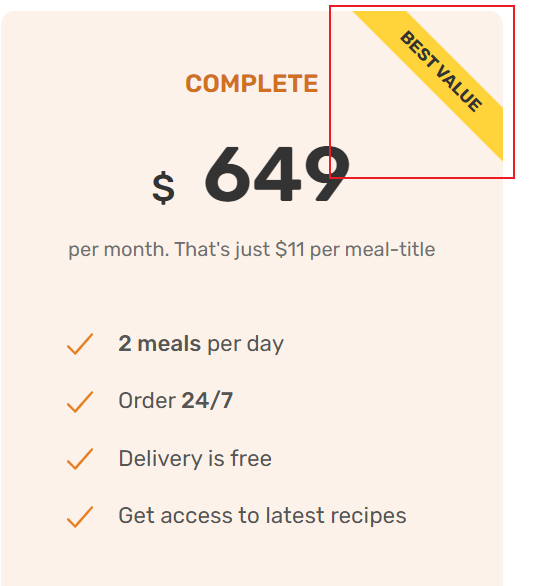 BEST VALUE
COMPLETE
$ 649
per month. That's just $11 per meal-title
2 meals per day
Order 24/7
Delivery is free
Get access to latest recipes